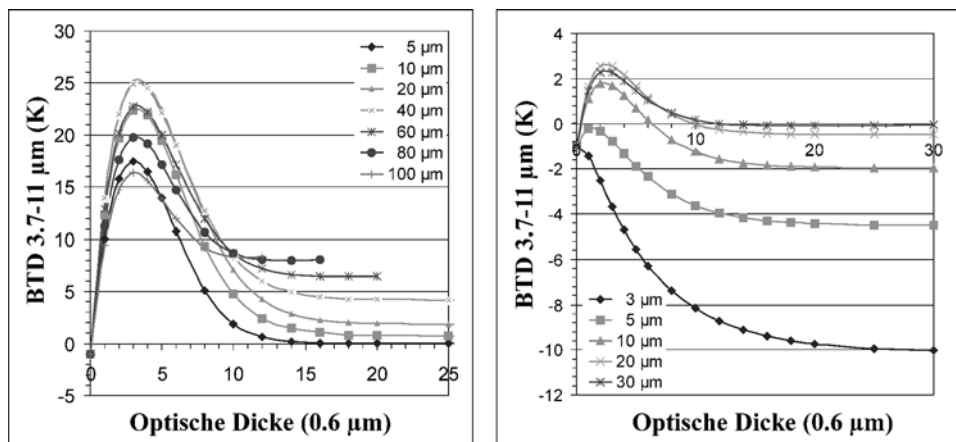 BTD 3.7-11 µm (K)
30
25
20
15
10
5
0
-5
0
5
10
15
20
25
5 µm
10 µm
20 µm
40 µm
60 µm
80 µm
100 µm
Optische Dicke (0.6 µm)
BTD 3.7-11 µm (K)
4
2
0
-2
-4
-6
-8
-10
-12
0
10
20
30
3 µm
5 µm
10 µm
20 µm
30 µm
Optische Dicke (0.6 µm)